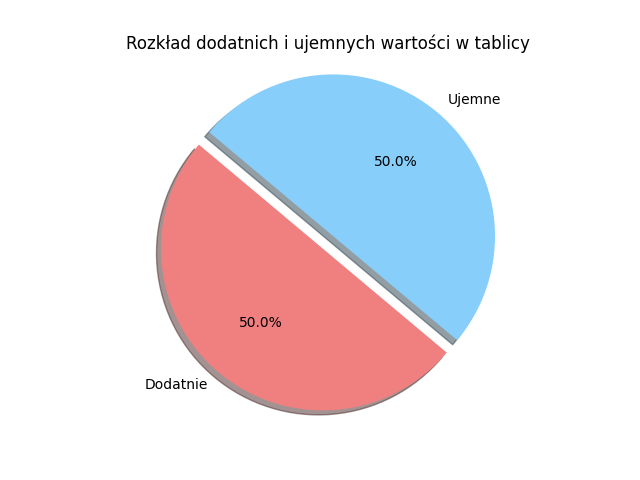 Rozkład dodatnich i ujemnych wartości w tablicy
Ujemne
50.0%
50.0%
Dodatnie